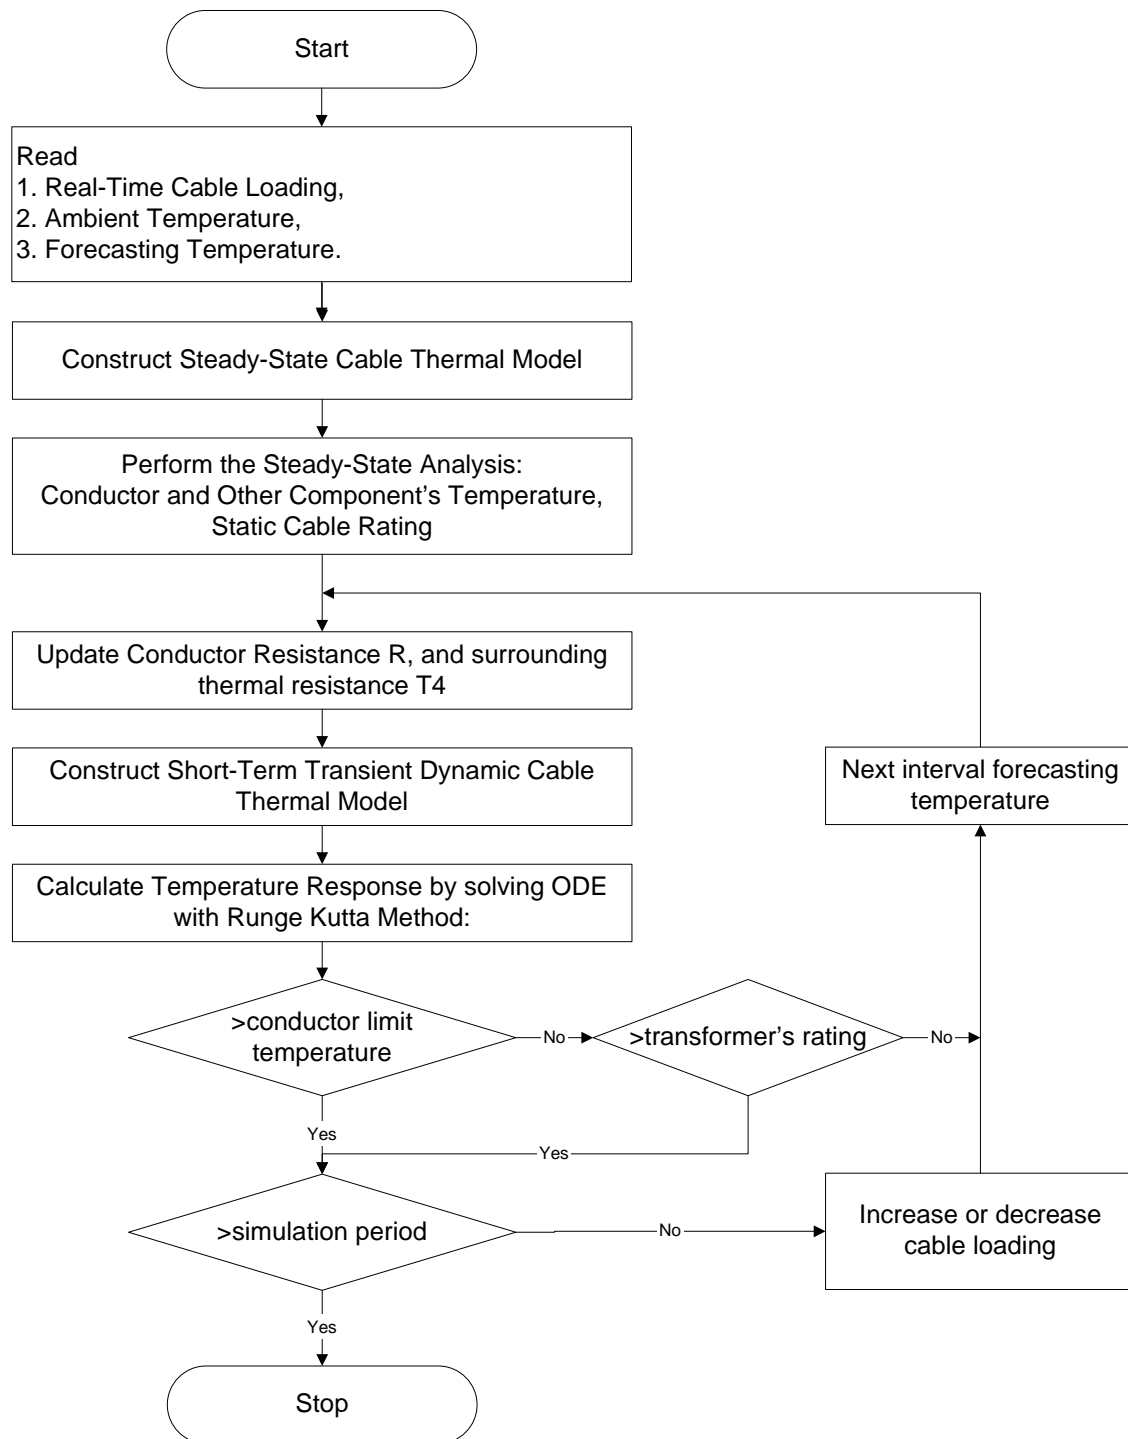 Start
Read
1. Real-Time Cable Loading,
2. Ambient Temperature,
3. Forecasting Temperature.
Construct Steady-State Cable Thermal Model
Perform the Steady-State Analysis:
Conductor and Other Component’s Temperature,
Static Cable Rating
Update Conductor Resistance R, and surrounding
thermal resistance T4
Construct Short-Term Transient Dynamic Cable
Thermal Model
Next interval forecasting
temperature
Calculate Temperature Response by solving ODE
with Runge Kutta Method:
>conductor limit
temperature
No
>transformer’s rating
No
Yes
Yes
>simulation period
No
Increase or decrease
cable loading
Yes
Stop